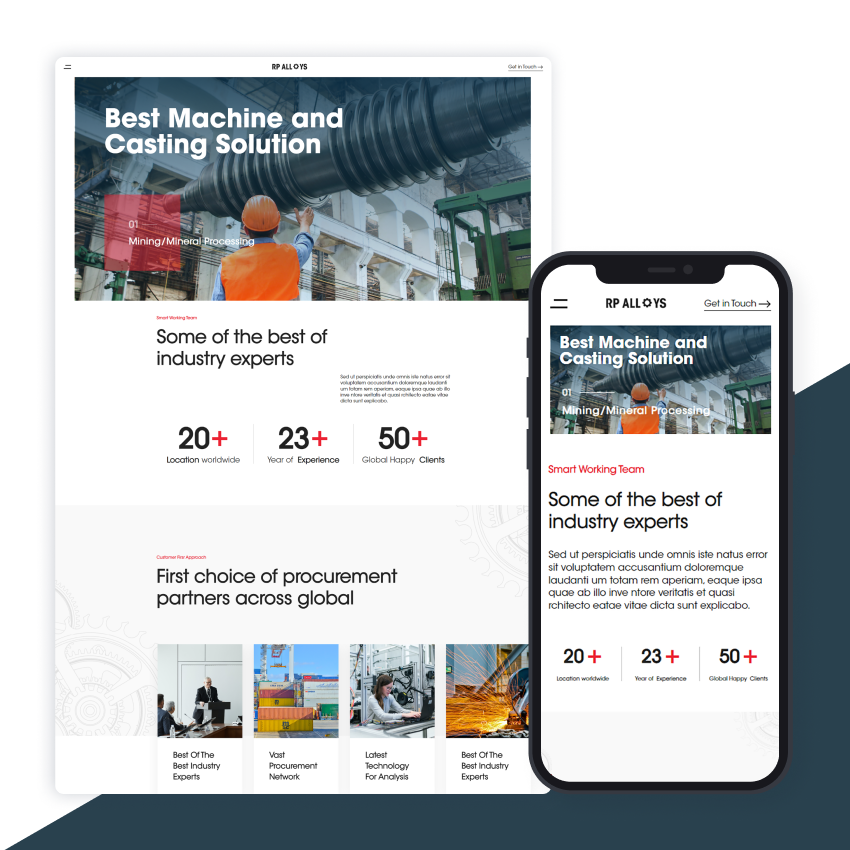 RP ALLOYS
Get in Touch →
Best Machine and
Casting Solution
01
Mining/Mineral Processing
Smart Working Team
Some of the best of
industry experts
Sed ut perspiciatis unde omnis iste natus error sit
voluptatem accusantium doloremque laudanti
um totam rem aperiam, eaque ipsa quae ab illo
inve ntore veritatis et quasi rchitecto eatae vitae
dicta sunt explicabo.
20+
Location worldwide
23+
Year of Experience
50+
Global Happy Clients
First choice of procurement
partners across global
Best Of The
Best Industry
Experts
Vast
Procurement
Network
Latest
Technology
For Analysis
Best Of The
Best Industry
Experts
RP ALLOYS
Get in Touch →
Best Machine and
Casting Solution
01
Mining/Mineral Processing
Smart Working Team
Some of the best of
industry experts
Sed ut perspiciatis unde omnis iste natus error
sit voluptatem accusantium doloremque
laudanti um totam rem aperiam, eaque ipsa
quae ab illo inve ntore veritatis et quasi
rchitecto eatae vitae dicta sunt explicabo.
20+
Location worldwide
23+
Year of Experience
50+
Global Happy Clients